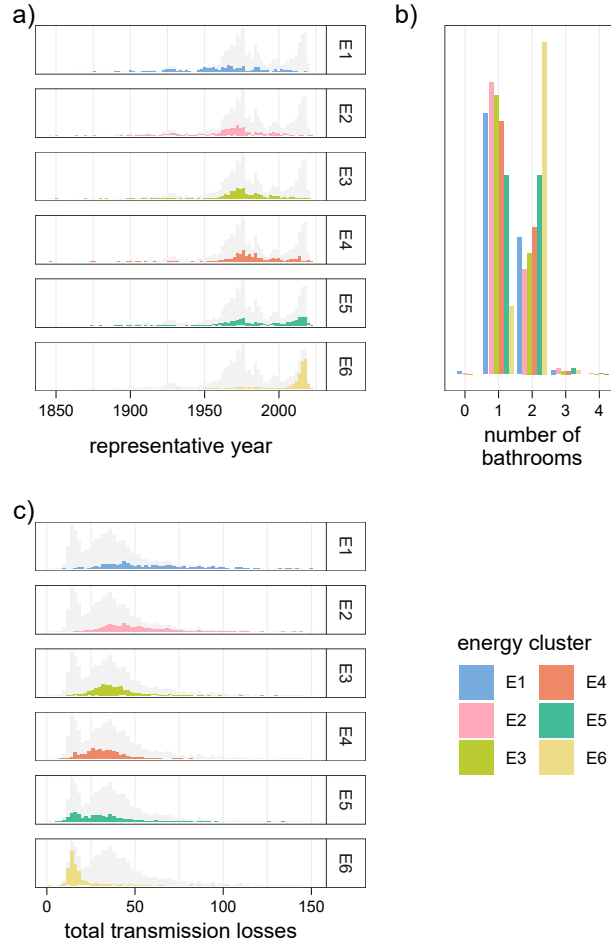 a)
E1
E2
E3
E4
E5
E6
1850 1900 1950 2000
representative year
b)
0 1 2 3 4
number of
bathrooms
c)
E1
E2
E3
E4
E5
E6
0 50 100 150
total transmission losses
energy cluster
E1 E4
E2 E5
E3 E6